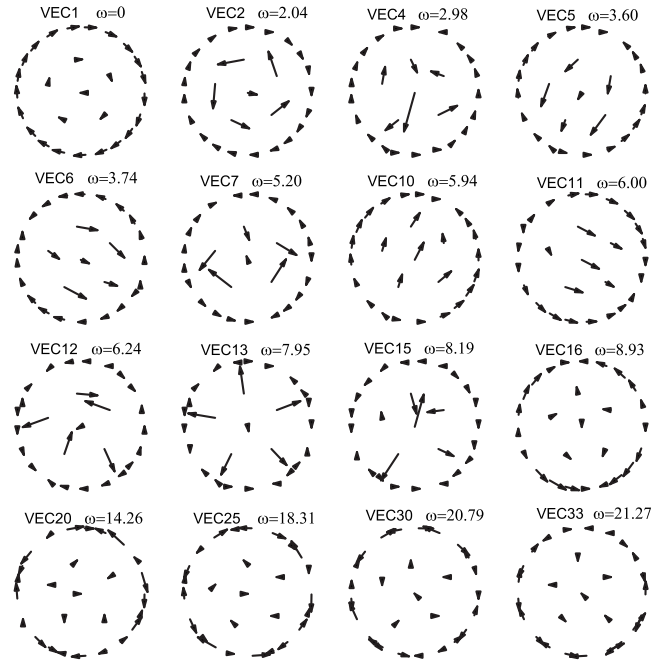 VEC1 ω=0 VEC2 ω=2.04 VEC4 ω=2.98 VEC5 ω=3.60
VEC6 ω=3.74 VEC7 ω=5.20 VEC10 ω=5.94 VEC11 ω=6.00
VEC12 ω=6.24 VEC13 ω=7.95 VEC15 ω=8.19 VEC16 ω=8.93
VEC20 ω=14.26 VEC25 ω=18.31 VEC30 ω=20.79 VEC33 ω=21.27